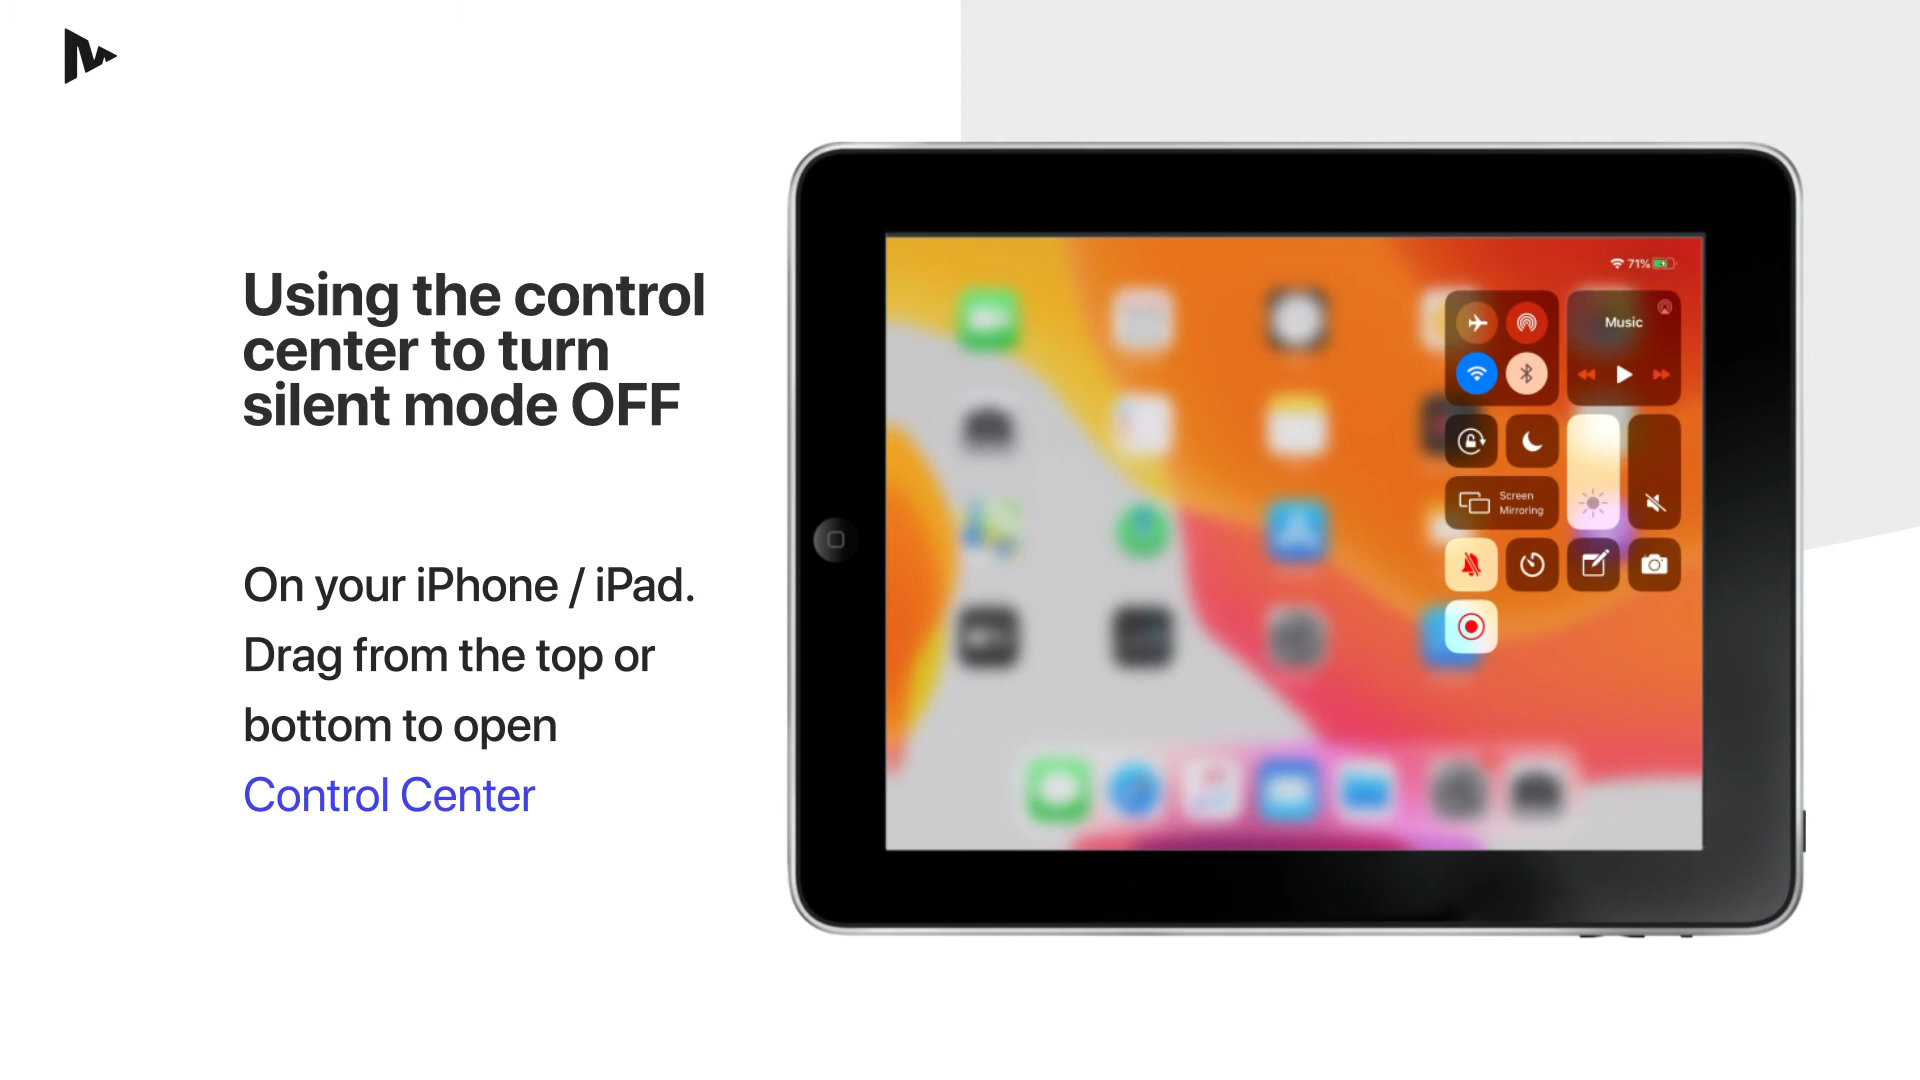 Using the control
center to turn
silent mode OFF
On your iPhone / iPad.
Drag from the top or
bottom to open
Control Center
71%
Music
Screen
Mirroring